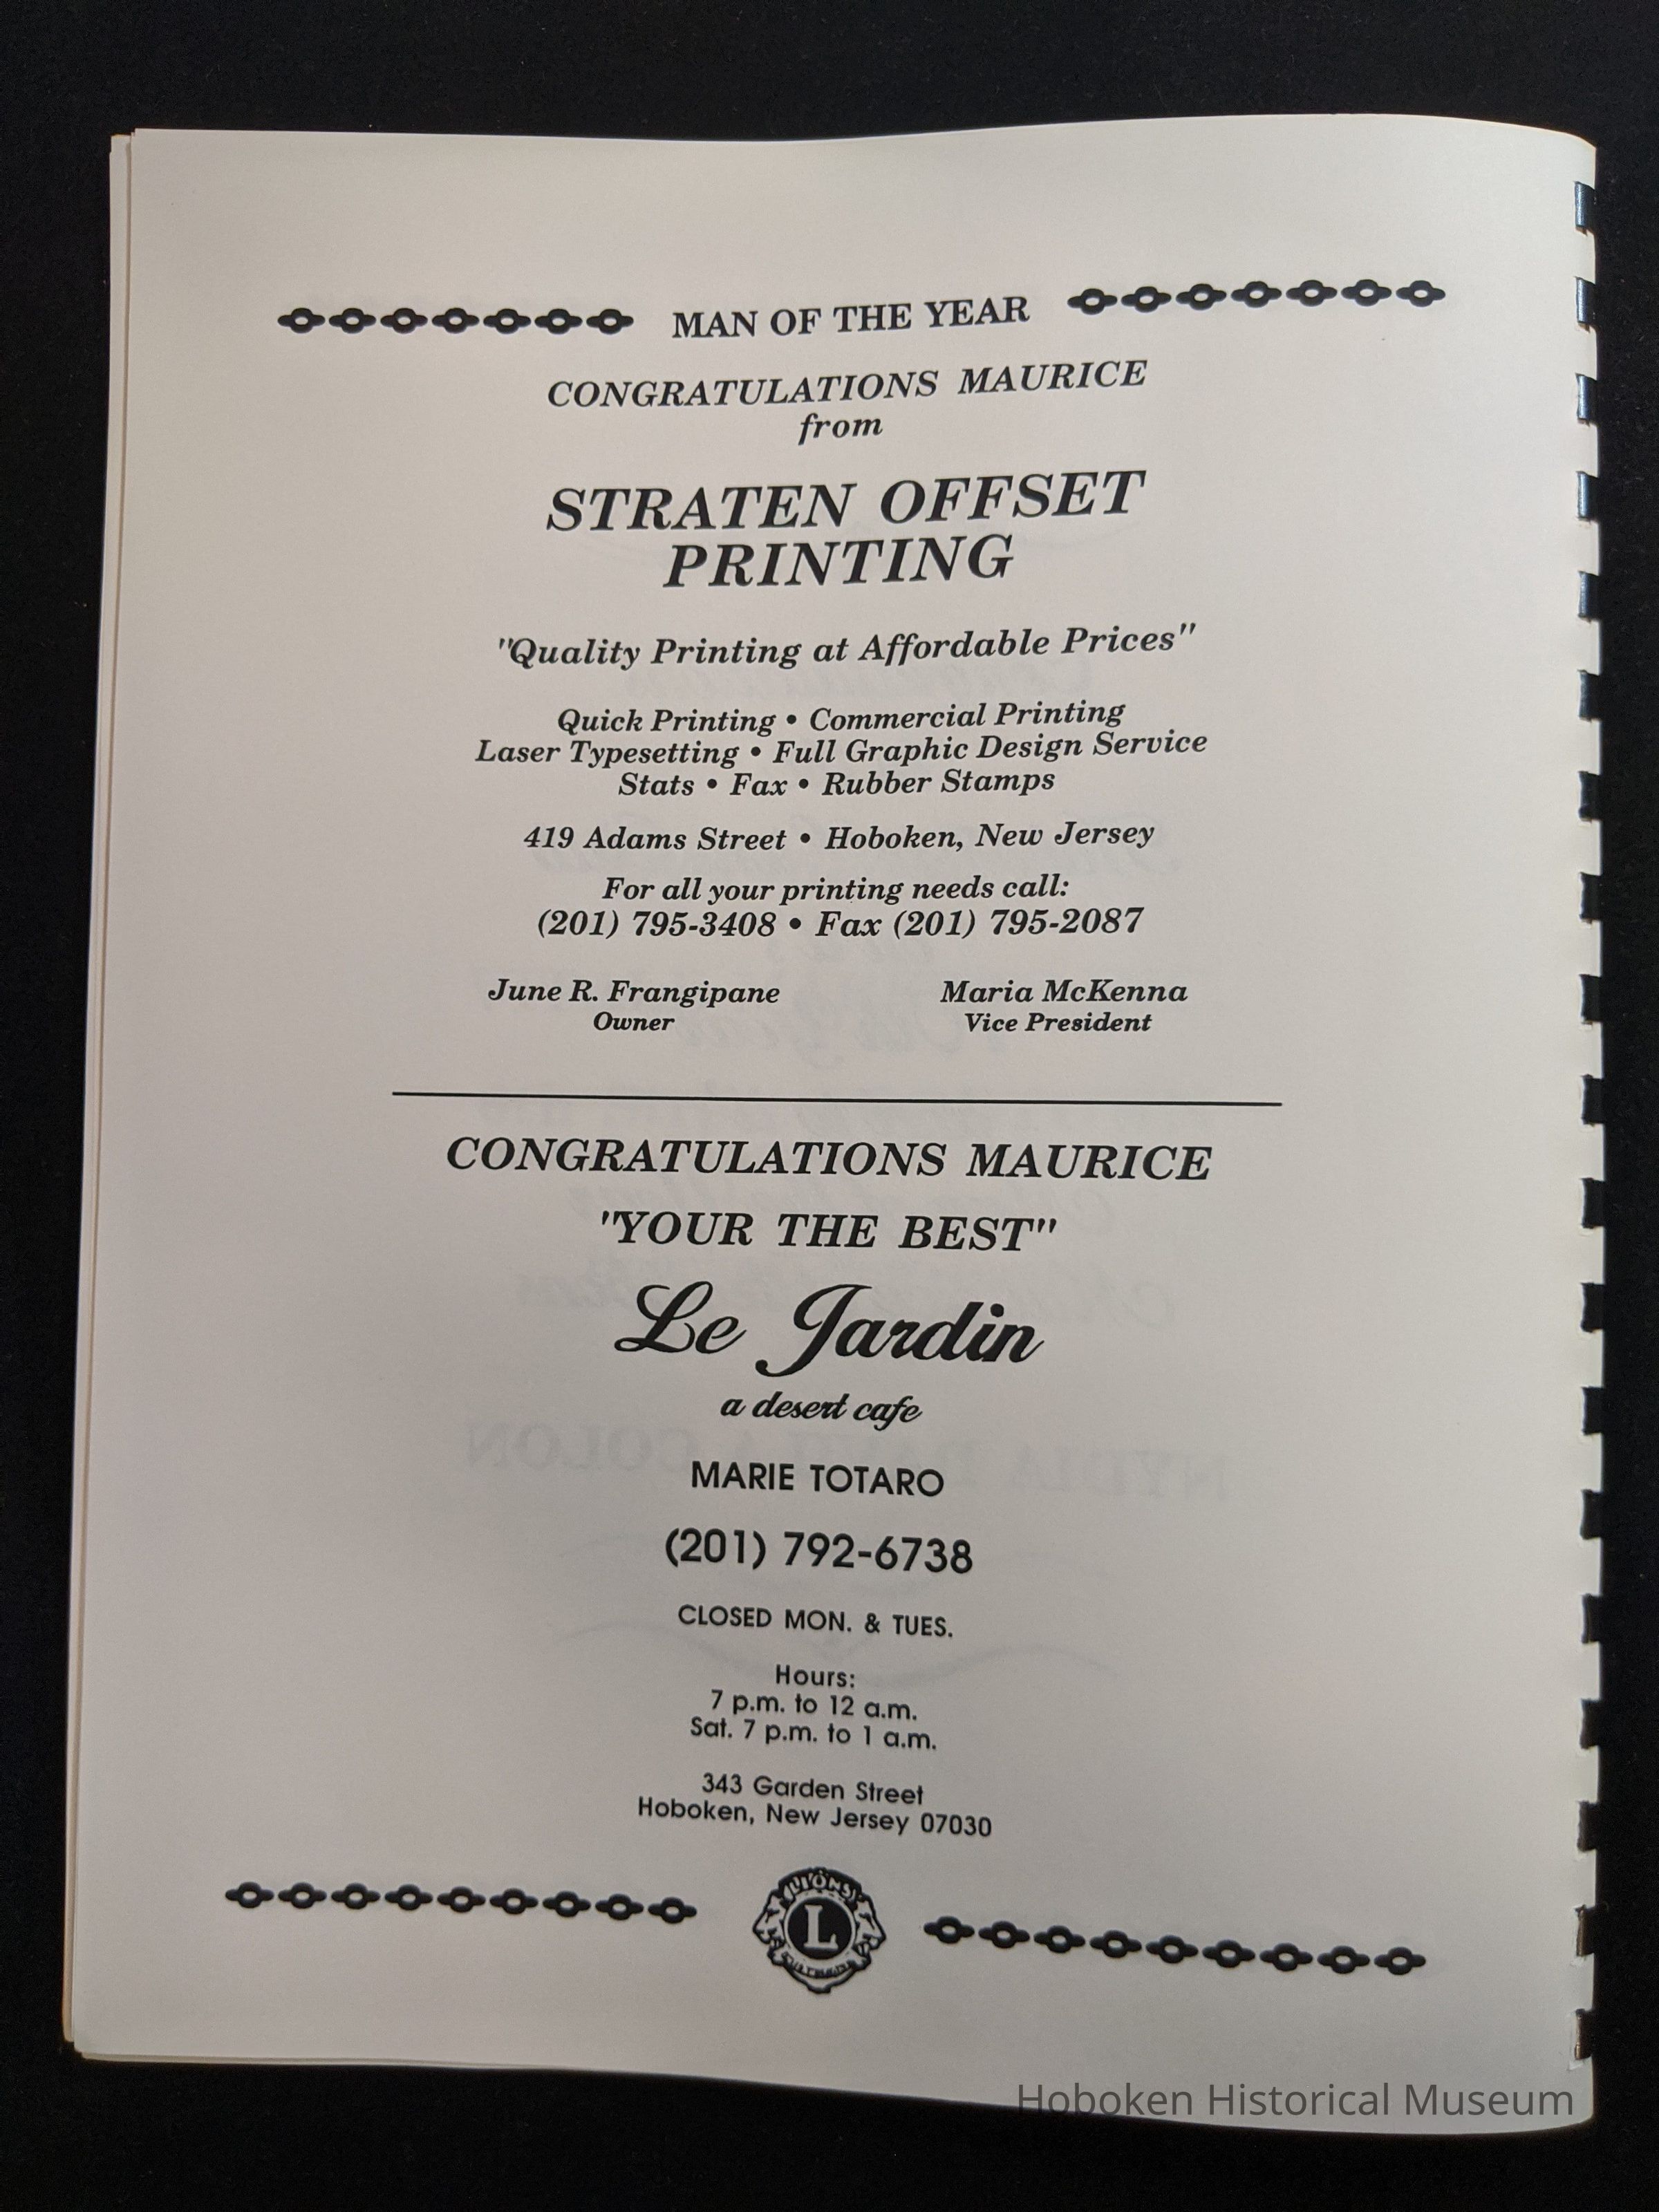 MAN OF THE YEAR
CONGRATULATIONS MAURICE
from
STRATEN OFFSET
PRINTING
"Quality Printing at Affordable Prices"
Quick Printing • Commercial Printing
Laser Typesetting • Full Graphic Design Service
Stats • Fax • Rubber Stamps
419 Adams Street • Hoboken, New Jersey
For all your printing needs call:
(201) 795-3408 • Fax (201) 795-2087
June R. Frangipane Maria McKenna
Owner Vice President
CONGRATULATIONS MAURICE
"YOUR THE BEST"
Le Jardin
a desert cafe
MARIE TOTARO
(201) 792-6738
CLOSED MON. & TUES.
Hours:
7 p.m. to 12 a.m.
Sat. 7 p.m. to 1 a.m.
343 Garden Street
Hoboken, New Jersey 07030
LIONS
L
Hoboken Historical Museum